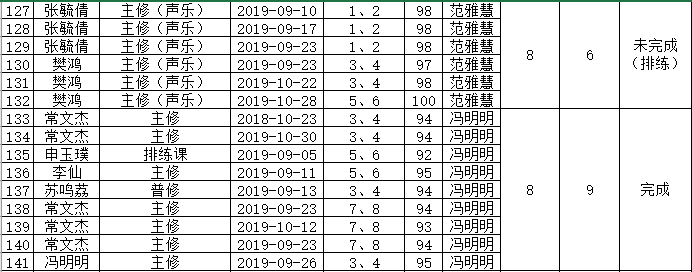 127 张毓倩 主修（声乐） 2019-09-10 1、2 98 范雅慧
128 张毓倩 主修（声乐） 2019-09-17 1、2 98 范雅慧
129 张毓倩 主修（声乐） 2019-09-23 1、2 98 范雅慧
130 樊鸿 主修（声乐） 2019-09-23 3、4 97 范雅慧
131 樊鸿 主修（声乐） 2019-10-22 3、4 98 范雅慧
132 樊鸿 主修（声乐） 2019-10-28 5、6 100 范雅慧
8 6 未完成
（排练）
133 常文杰 主修 2018-10-23 3、4 94 冯明明
134 常文杰 主修 2019-10-30 3、4 94 冯明明
135 申玉璞 排练课 2019-09-05 5、6 92 冯明明
136 李仙 主修 2019-09-11 5、6 95 冯明明
137 苏鸣荔 普修 2019-09-13 3、4 94 冯明明
138 常文杰 主修 2019-09-23 7、8 94 冯明明
139 常文杰 主修 2019-10-12 7、8 93 冯明明
140 常文杰 主修 2019-09-23 7、8 94 冯明明
141 冯明明 主修 2019-09-26 3、4 95 冯明明
8 9 完成